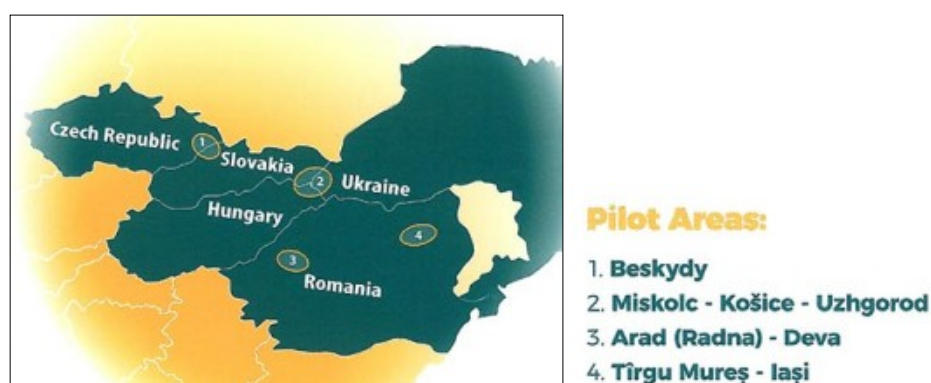 Czech Republic
1
Slovakia
2
Ukraine
Hungary
4
3
Romania
Pilot Areas:
1. Beskydy
2. Miskolc - Košice - Uzhgorod
3. Arad (Radna) - Deva
4. Tîrgu Mureș - Iași